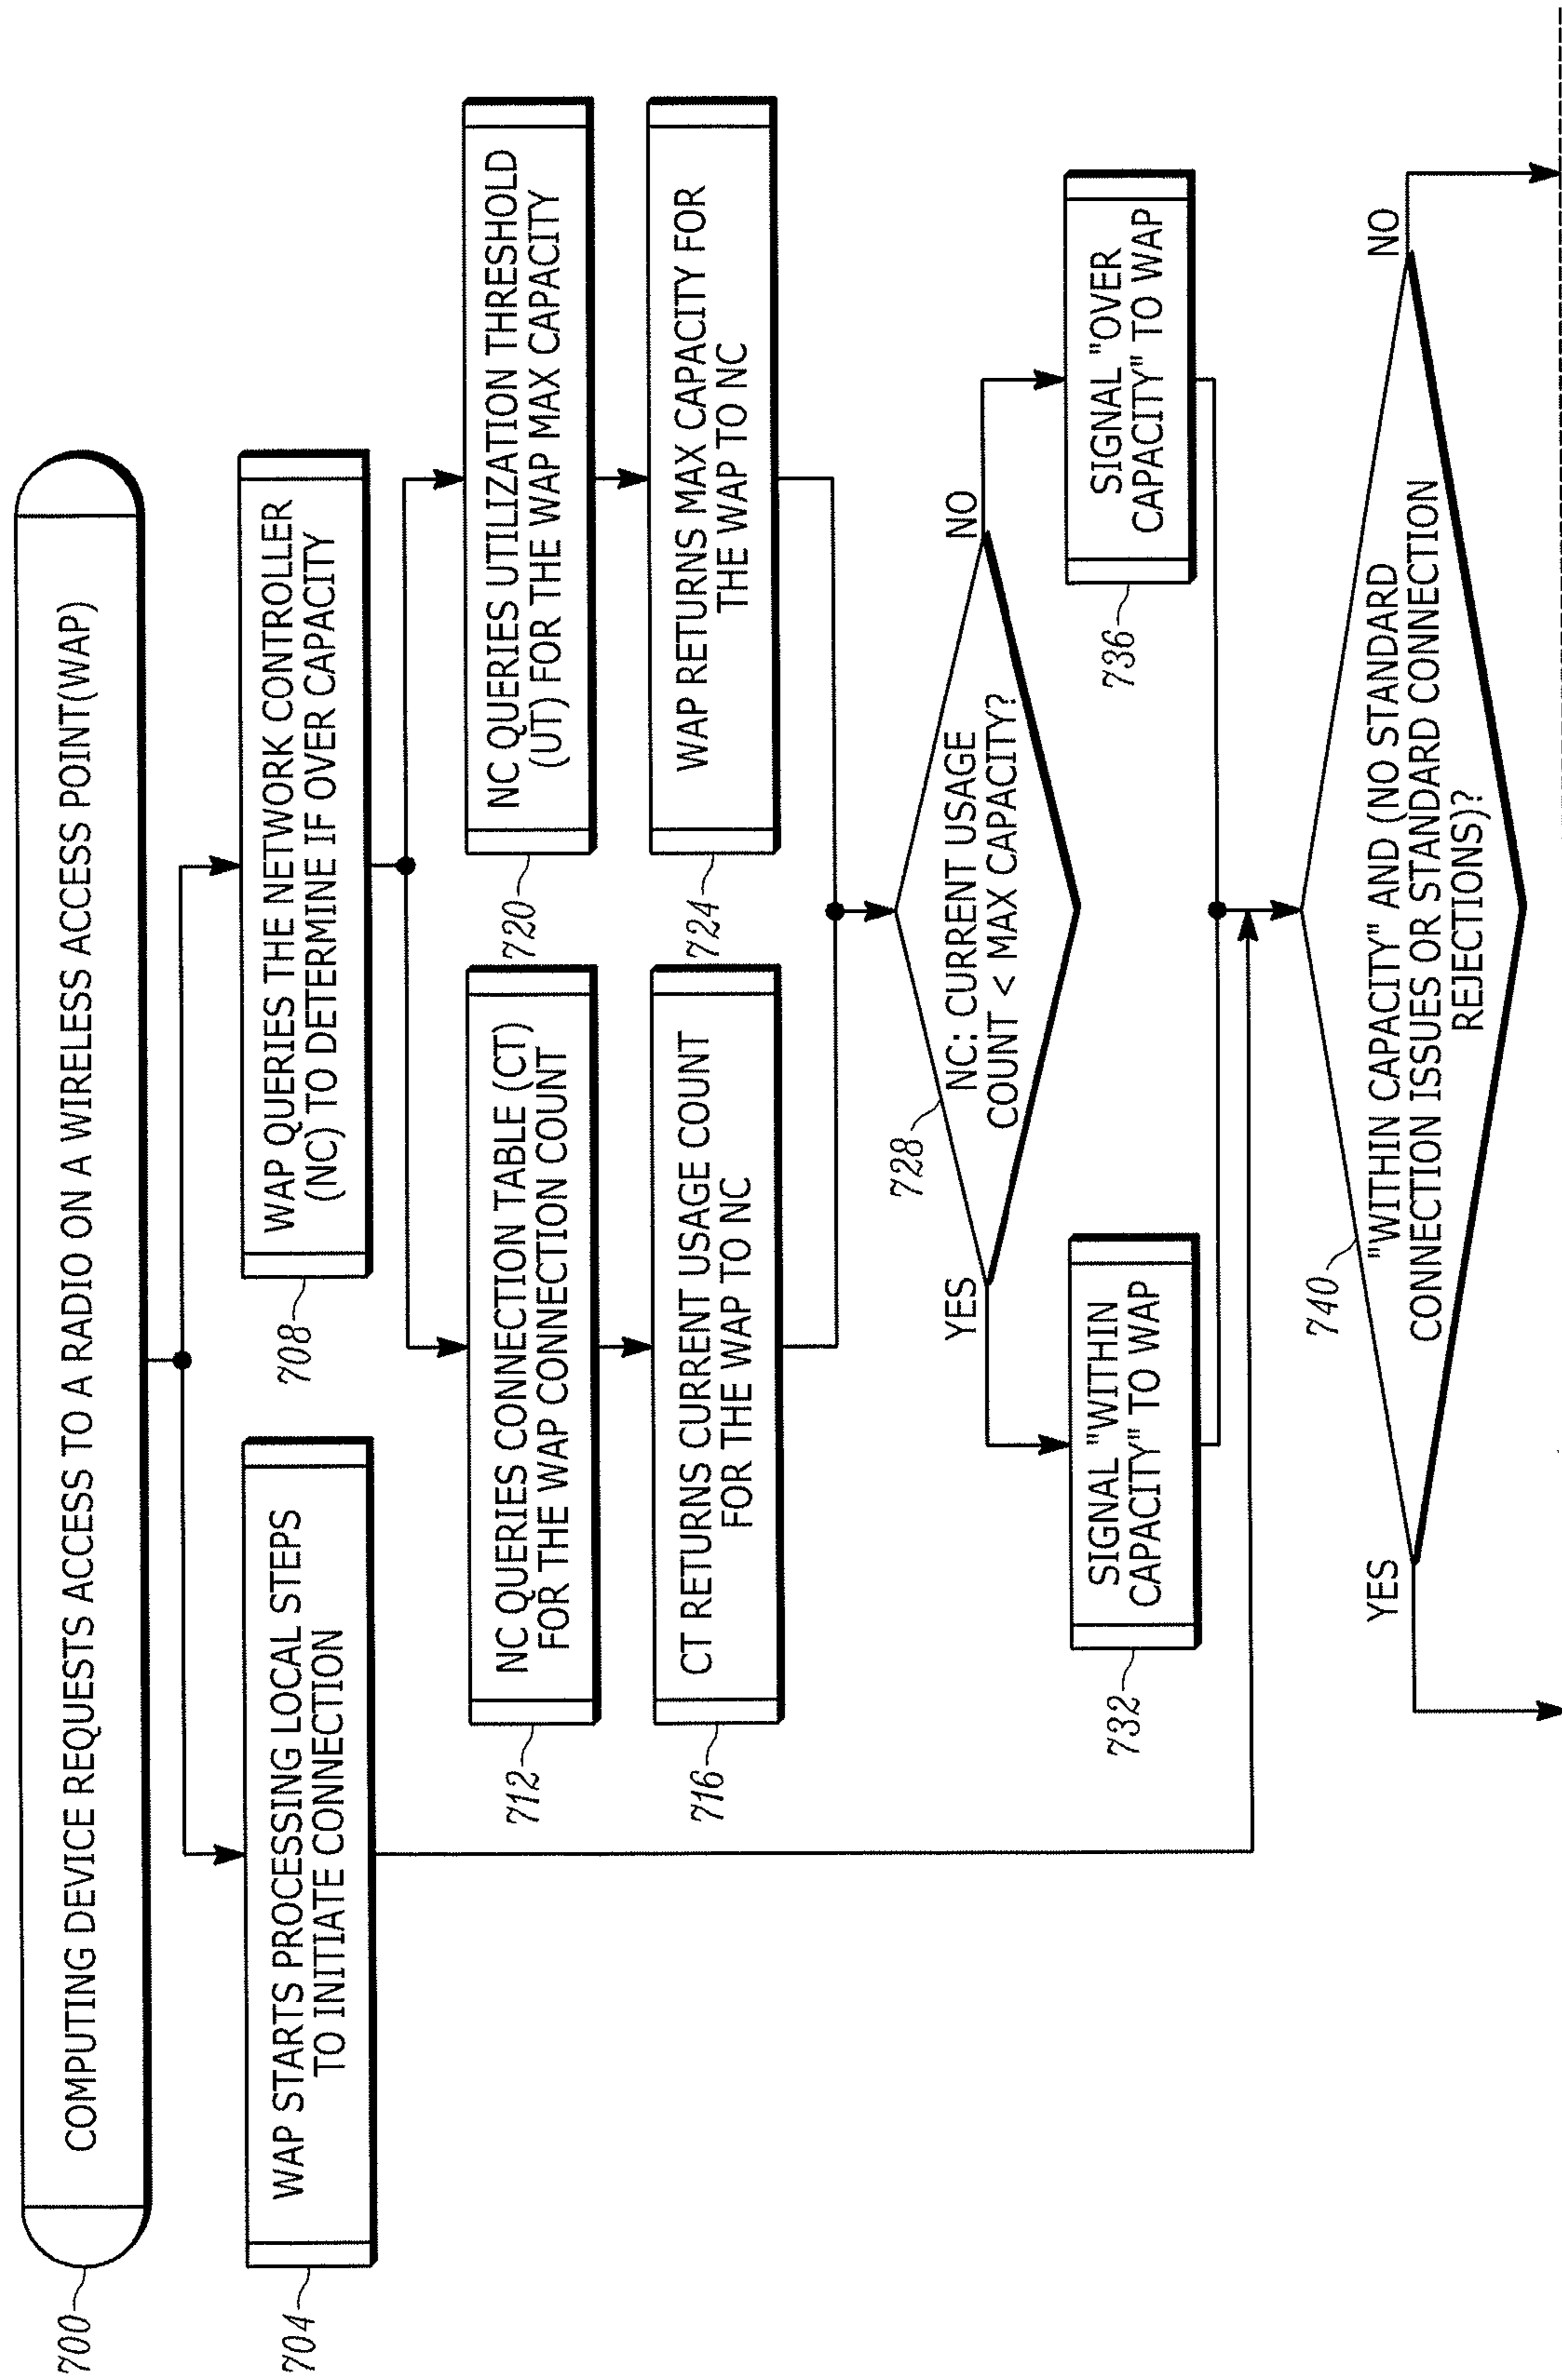 700
COMPUTING DEVICE REQUESTS ACCESS TO A RADIO ON A WIRELESS ACCESS POINT(WAP)
704
WAP STARTS PROCESSING LOCAL STEPS
TO INITIATE CONNECTION
708
WAP QUERIES THE NETWORK CONTROLLER
(NC) TO DETERMINE IF OVER CAPACITY
712
NC QUERIES CONNECTION TABLE (CT)
FOR THE WAP CONNECTION COUNT
720
NC QUERIES UTILIZATION THRESHOLD
(UT) FOR THE WAP MAX CAPACITY
716
CT RETURNS CURRENT USAGE COUNT
FOR THE WAP TO NC
724
WAP RETURNS MAX CAPACITY FOR
THE WAP TO NC
728
NC: CURRENT USAGE
COUNT < MAX CAPACITY?
YES
NO
732
SIGNAL "WITHIN
CAPACITY" TO WAP
736
SIGNAL "OVER
CAPACITY" TO WAP
740
"WITHIN CAPACITY" AND (NO STANDARD
CONNECTION ISSUES OR STANDARD CONNECTION
REJECTIONS)?
YES
NO